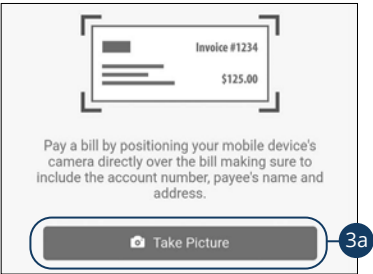 Invoice #1234
$125.00
Pay a bill by positioning your mobile device's
camera directly over the bill making sure to
include the account number, payee's name and
address.
Take Picture
3a